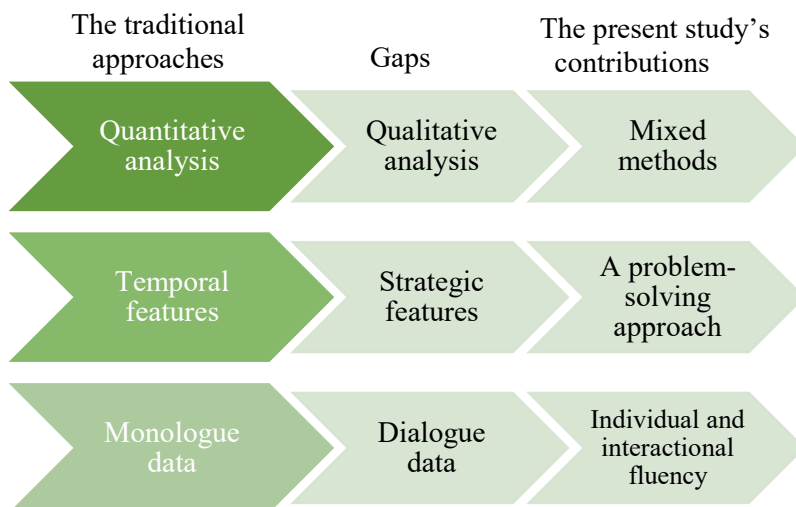 The traditional
approaches
Gaps
The present study's
contributions
Quantitative
analysis
Qualitative
analysis
Mixed
methods
Temporal
features
Strategic
features
A problem-
solving
approach
Monologue
data
Dialogue
data
Individual and
interactional
fluency